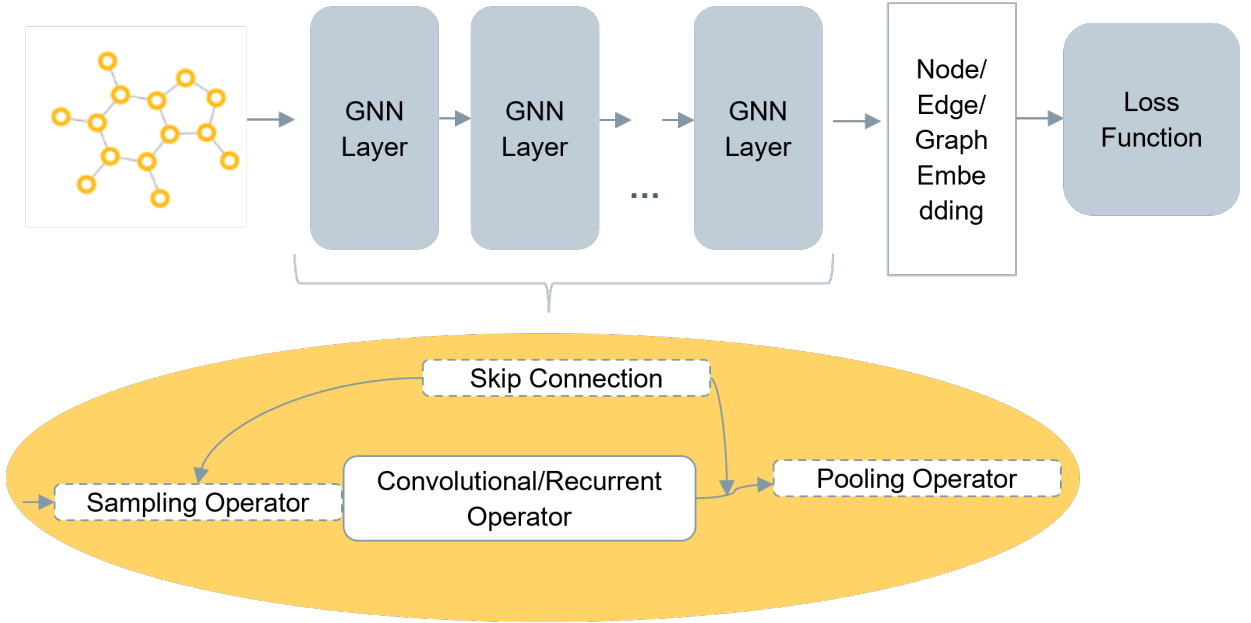 GNN
Layer
GNN
Layer
...
GNN
Layer
Node/
Edge/
Graph
Embe
dding
Loss
Function
Skip Connection
Sampling Operator
Convolutional/Recurrent
Operator
Pooling Operator